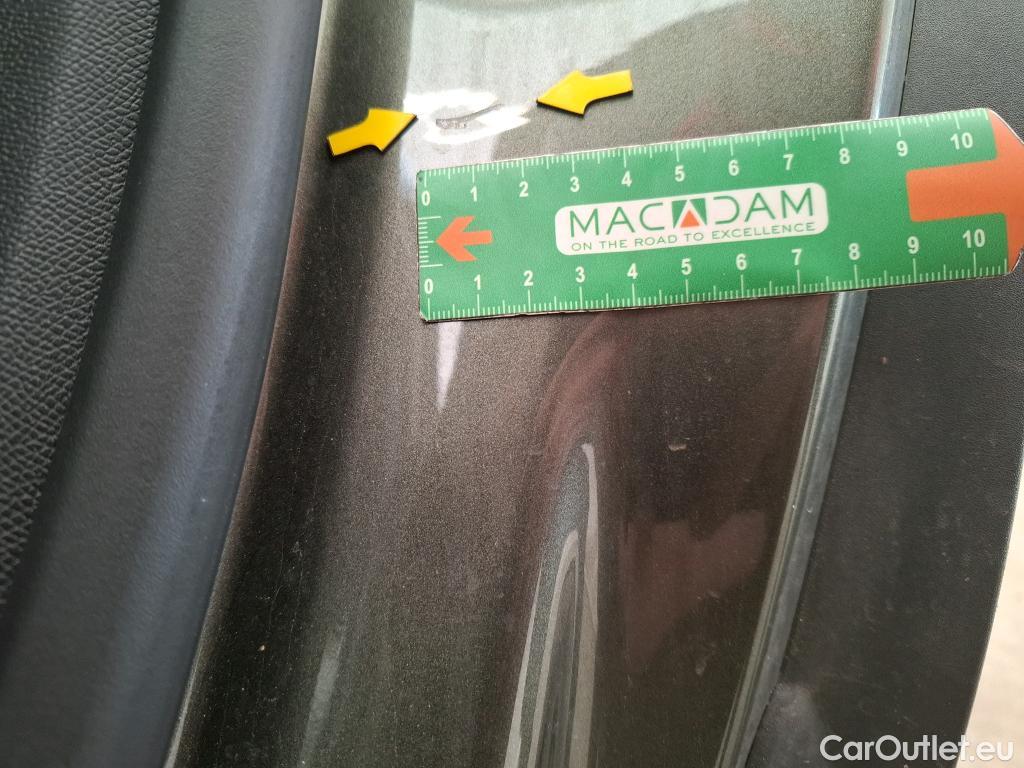 0 1 2 3 4 5 6 7 8 9 10
MACADAM
ON THE ROAD TO EXCELLENCE
0 1 2 3 4 5 6 7 8 9 10
CarOutlet.eu